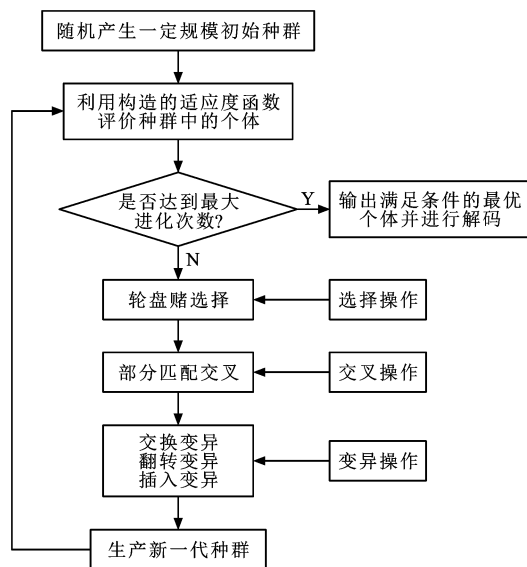 随机产生一定规模初始种群
利用构造的适应度函数
评价种群中的个体
是否达到最大
进化次数?
Y
输出满足条件的最优
个体并进行解码
N
轮盘赌选择
选择操作
部分匹配交叉
交叉操作
交换变异
翻转变异
插入变异
变异操作
生产新一代种群